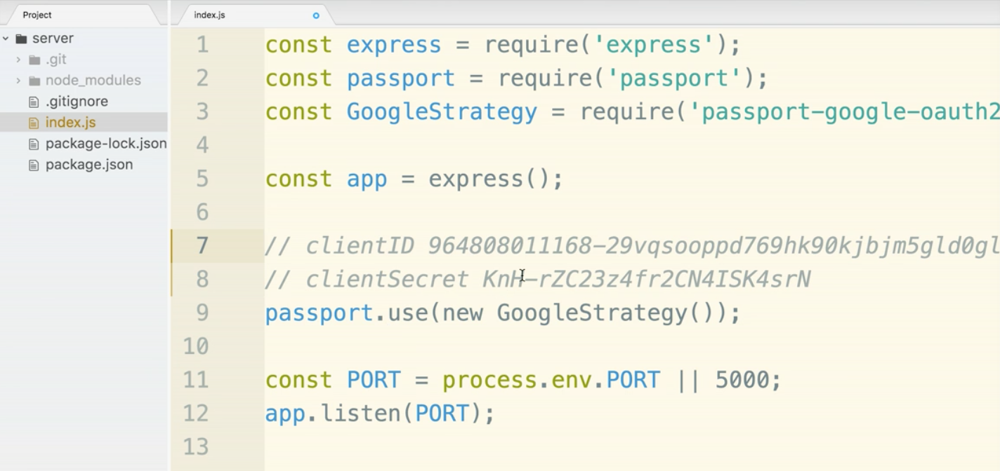 Project
server
.git
node_modules
.gitignore
index.js
package-lock.json
package.json
index.js
1 const express = require('express');
2 const passport = require('passport');
3 const GoogleStrategy = require('passport-google-oauth2
4
5 const app = express();
6
7 // clientID 964808011168-29vqsooppd769hk90kjbjm5gld0gl
8 // clientSecret KnH-rZC23z4fr2CN4ISK4srN
9 passport.use(new GoogleStrategy());
10
11 const PORT = process.env.PORT || 5000;
12 app.listen(PORT);
13